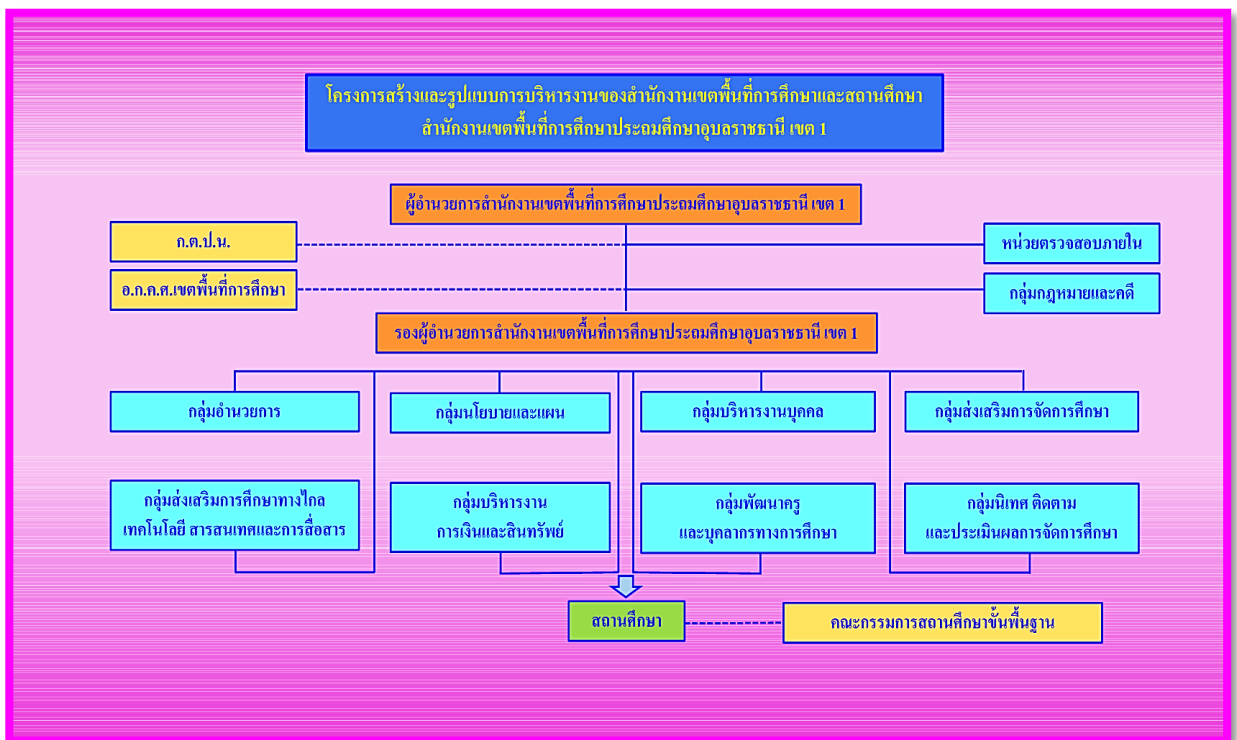 โครงการสร้างและรูปแบบการบริหารงานของสำนักงานเขตพื้นที่การศึกษาและสถานศึกษา
สำนักงานเขตพื้นที่การศึกษาประถมศึกษาอุบลราชธานี เขต 1
ผู้อำนวยการสำนักงานเขตพื้นที่การศึกษาประถมศึกษาอุบลราชธานี เขต 1
ก.ต.ป.น.
หน่วยตรวจสอบภายใน
อ.ก.ค.ศ.เขตพื้นที่การศึกษา
กลุ่มกฎหมายและคดี
รองผู้อำนวยการสำนักงานเขตพื้นที่การศึกษาประถมศึกษาอุบลราชธานี เขต 1
กลุ่มอำนวยการ
กลุ่มนโยบายและแผน
กลุ่มบริหารงานบุคคล
กลุ่มส่งเสริมการจัดการศึกษา
กลุ่มส่งเสริมการศึกษาทางไกล
เทคโนโลยี สารสนเทศและการสื่อสาร
กลุ่มบริหารงาน
การเงินและสินทรัพย์
กลุ่มพัฒนาครู
และบุคลากรทางการศึกษา
กลุ่มนิเทศ ติดตาม
และประเมินผลการจัดการศึกษา
สถานศึกษา
คณะกรรมการสถานศึกษาขั้นพื้นฐาน